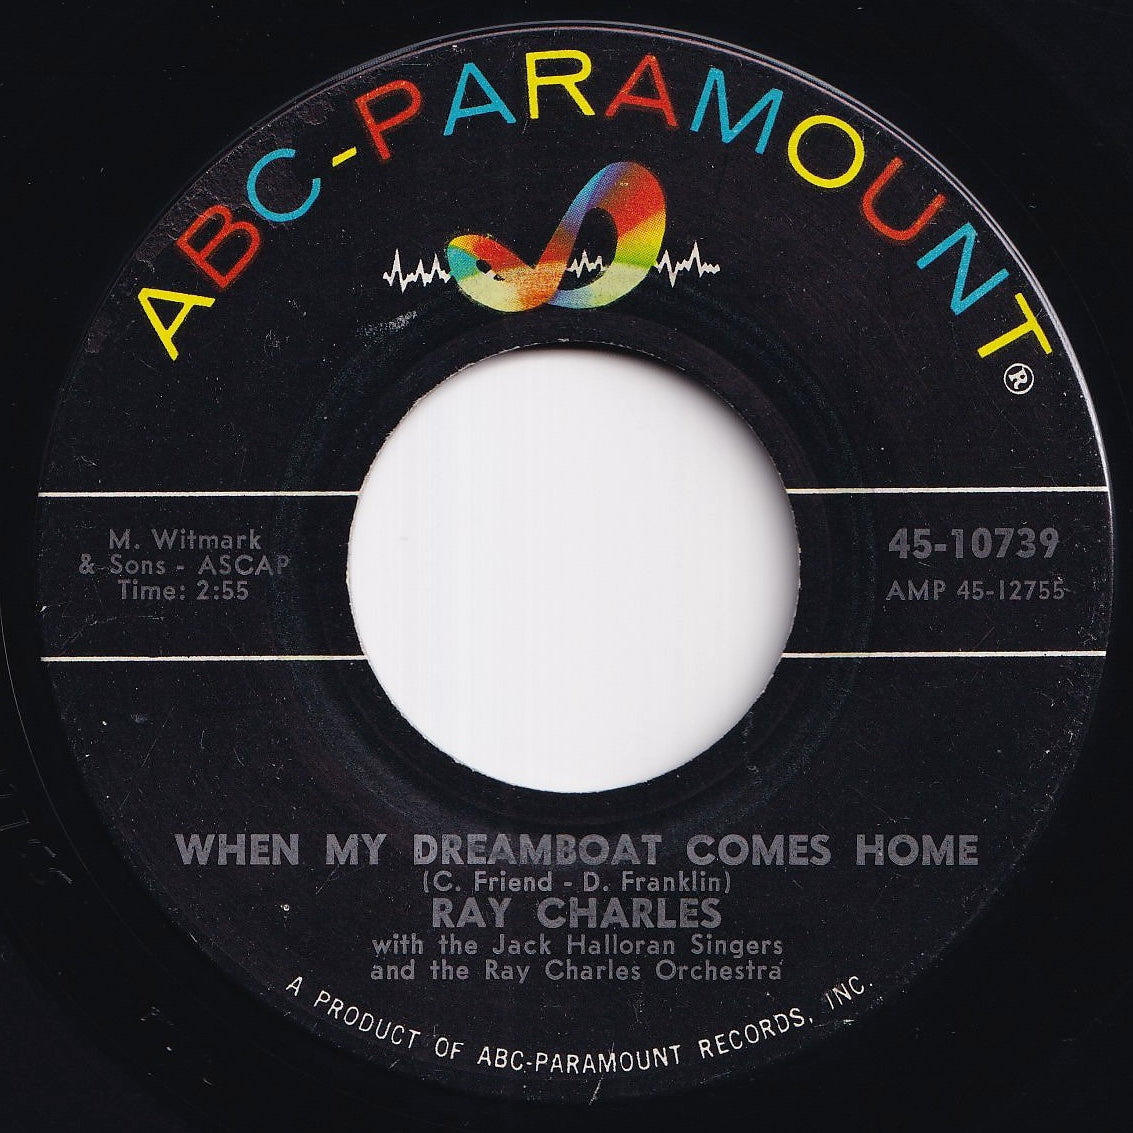 ABC-PARAMOUNT®
M. Witmark
& Sons - ASCAP
Time: 2:55
45-10739
AMP 45-12755
WHEN MY DREAMBOAT COMES HOME
(C. Friend - D. Franklin)
RAY CHARLES
with the Jack Halloran Singers
and the Ray Charles Orchestra
A PRODUCT OF ABC-PARAMOUNT RECORDS, INC.